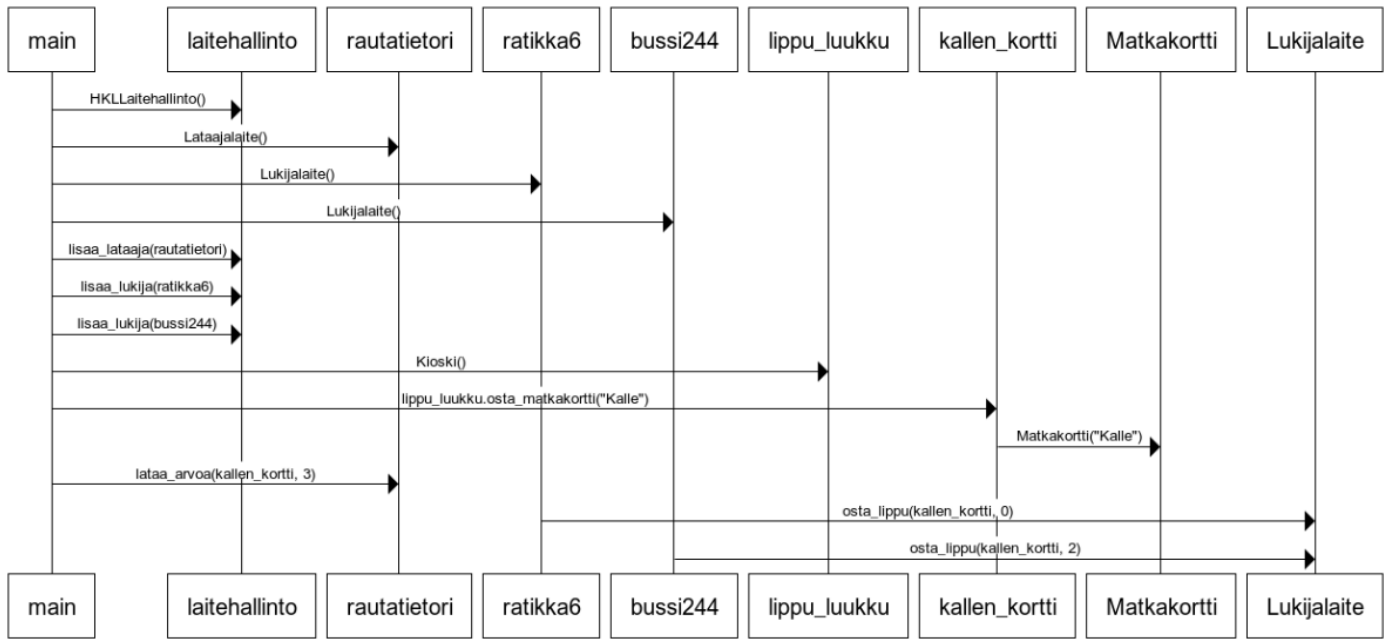 main laitehallinto rautatietori ratikka6 bussi244 lippu_luukku kallen_kortti Matkakortti Lukijalaite
HKLLaitehallinto()
Lataajalaite()
Lukijalaite()
Lukijalaite()
lisaa_lataaja(rautatietori)
lisaa_lukija(ratikka6)
lisaa_lukija(bussi244)
Kioski()
lippu_luukku.osta_matkakortti("Kalle")
Matkakortti("Kalle")
lataa_arvoa(kallen_kortti, 3)
osta_lippu(kallen_kortti, 0)
osta_lippu(kallen_kortti, 2)
main laitehallinto rautatietori ratikka6 bussi244 lippu_luukku kallen_kortti Matkakortti Lukijalaite